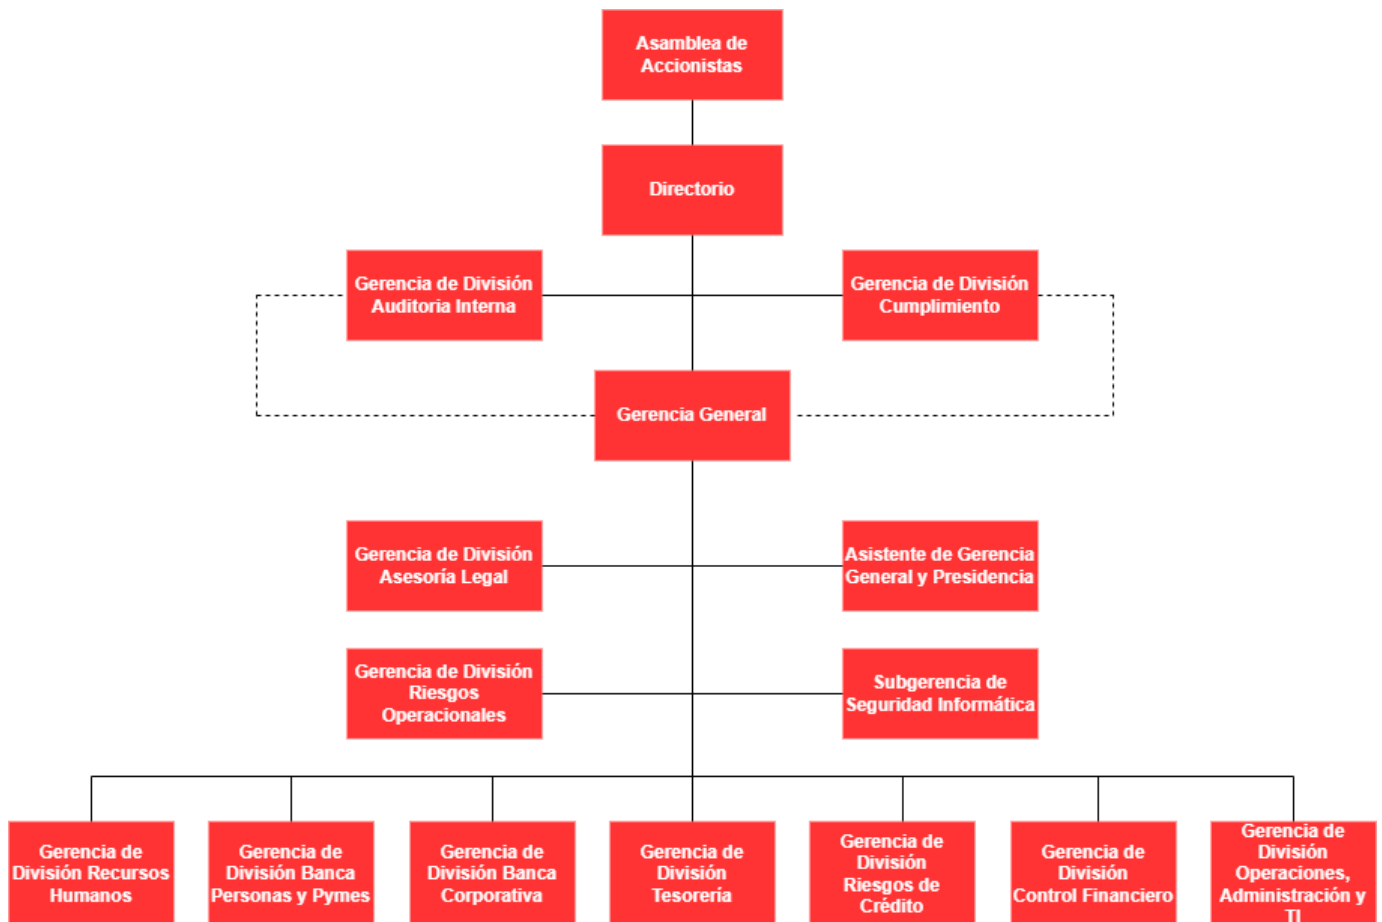 Asamblea de
Accionistas
Directorio
Gerencia de División
Auditoria Interna
Gerencia de División
Cumplimiento
Gerencia General
Gerencia de División
Asesoría Legal
Asistente de Gerencia
General y Presidencia
Gerencia de División
Riesgos
Operacionales
Subgerencia de
Seguridad Informática
Gerencia de
División Recursos
Humanos
Gerencia de
División Banca
Personas y Pymes
Gerencia de
División Banca
Corporativa
Gerencia de
División
Tesorería
Gerencia de
División
Riesgos de
Crédito
Gerencia de
División
Control Financiero
Gerencia de
División
Operaciones,
Administración y
TI